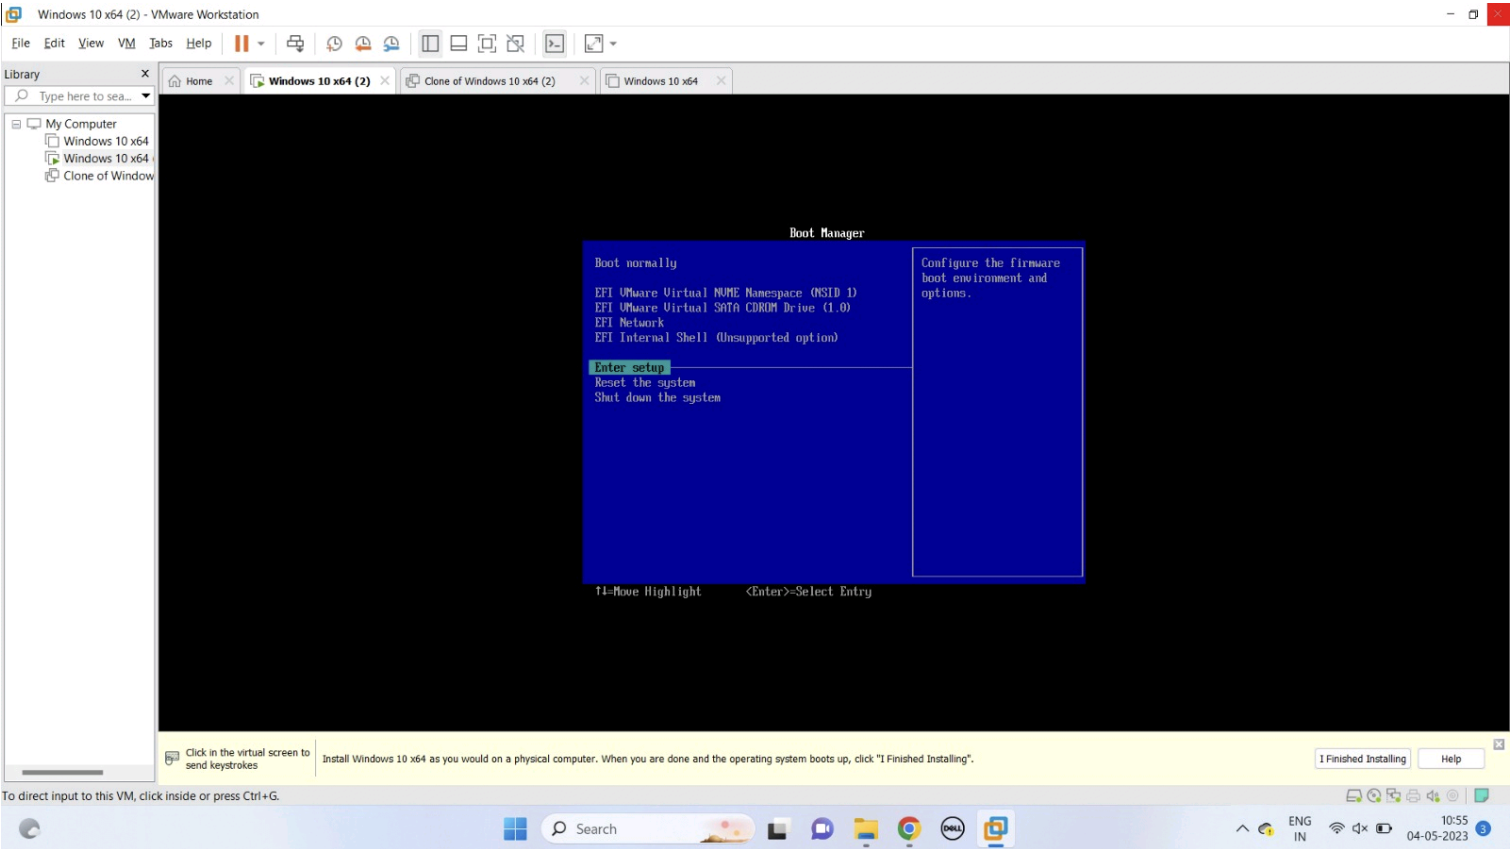 Windows 10 x64 (2) - VMware Workstation
File Edit View VM Tabs Help
Library x
Type here to sea...
Home
Windows 10 x64 (2)
Clone of Windows 10 x64 (2)
Windows 10 x64
My Computer
Windows 10 x64
Windows 10 x64
Clone of Window
Boot Manager
Boot normally
EFI VMware Virtual NVME Namespace (NSID 1)
EFI VMware Virtual SATA CDROM Drive (1.0)
EFI Network
EFI Internal Shell (Unsupported option)
Enter setup
Reset the system
Shut down the system
Configure the firmware
boot environment and
options.
↑↓=Move Highlight <Enter>=Select Entry
Click in the virtual screen to
send keystrokes
Install Windows 10 x64 as you would on a physical computer. When you are done and the operating system boots up, click "I Finished Installing".
I Finished Installing
Help
To direct input to this VM, click inside or press Ctrl+G.
Search
DELL
ENG
IN
10:55
04-05-2023
3